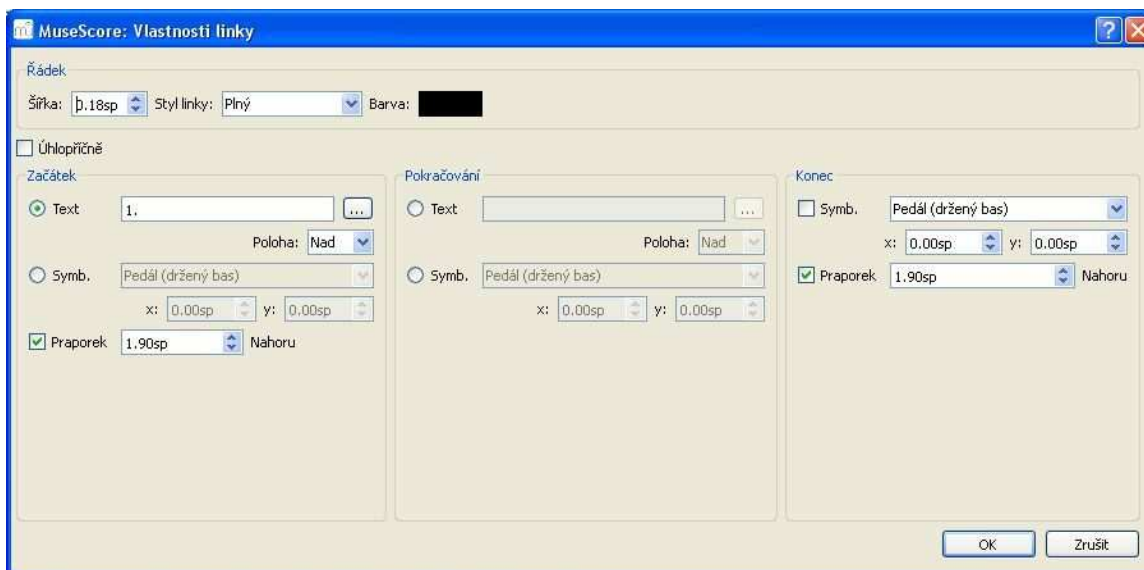 MuseScore: Vlastnosti linky
Řádek
Šířka: 0.18sp Styl linky: Plný Barva:
Úhlopříčně
Začátek
Text 1. ...
Poloha: Nad
Symb. Pedál (držený bas)
x: 0.00sp y: 0.00sp
Praporek 1.90sp Nahoru
Pokračování
Text ...
Poloha: Nad
Symb. Pedál (držený bas)
x: 0.00sp y: 0.00sp
Konec
Symb. Pedál (držený bas)
x: 0.00sp y: 0.00sp
Praporek 1.90sp Nahoru
OK Zrušit